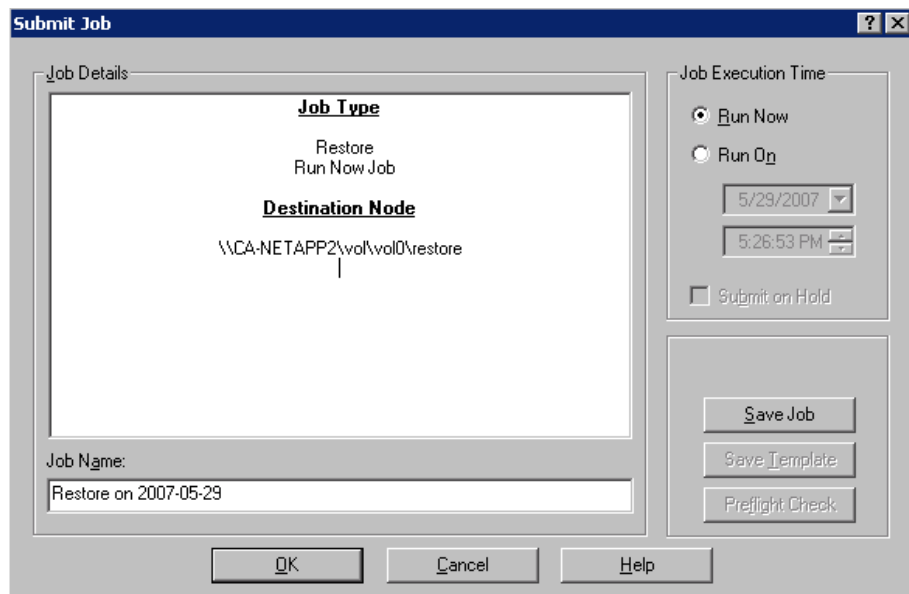 Submit Job
Job Details
Job Type
Restore
Run Now Job
Destination Node
\\CA-NETAPP2\vol\vol0\restore
Job Name:
Restore on 2007-05-29
Job Execution Time
Run Now
Run On
5/29/2007
5:26:53 PM
Submit on Hold
Save Job
Save Template
Preflight Check
OK
Cancel
Help